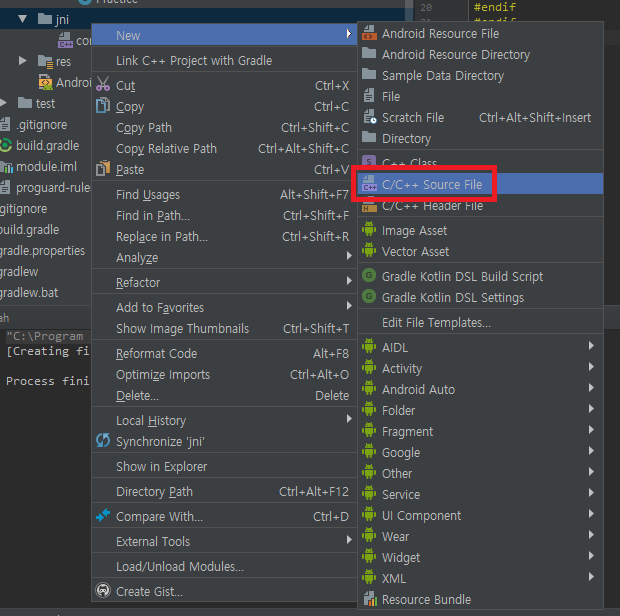 Practice
jni
res
test
.gitignore
build.gradle
module.iml
proguard-rule
gitignore
build.gradle
gradle.properties
gradlew
gradlew.bat
"C:\Program
[Creating fi
Process fini
20 #endif
#endif
New
Link C++ Project with Gradle
Cut Ctrl+X
Copy Ctrl+C
Copy Path Ctrl+Shift+C
Copy Relative Path Ctrl+Alt+Shift+C
Paste Ctrl+V
Find Usages Alt+Shift+F7
Find in Path... Ctrl+Shift+F
Replace in Path... Ctrl+Shift+R
Analyze
Refactor
Add to Favorites
Show Image Thumbnails Ctrl+Shift+T
Reformat Code Alt+F8
Optimize Imports Ctrl+Alt+O
Delete... Delete
Local History
Synchronize 'jni'
Show in Explorer
Directory Path Ctrl+Alt+F12
Compare With... Ctrl+D
External Tools
Load/Unload Modules...
Create Gist...
Android Resource File
Android Resource Directory
Sample Data Directory
File
Scratch File Ctrl+Alt+Shift+Insert
Directory
C++ Class
C/C++ Source File
C/C++ Header File
Image Asset
Vector Asset
Gradle Kotlin DSL Build Script
Gradle Kotlin DSL Settings
Edit File Templates...
AIDL
Activity
Android Auto
Folder
Fragment
Google
Other
Service
UI Component
Wear
Widget
XML
Resource Bundle